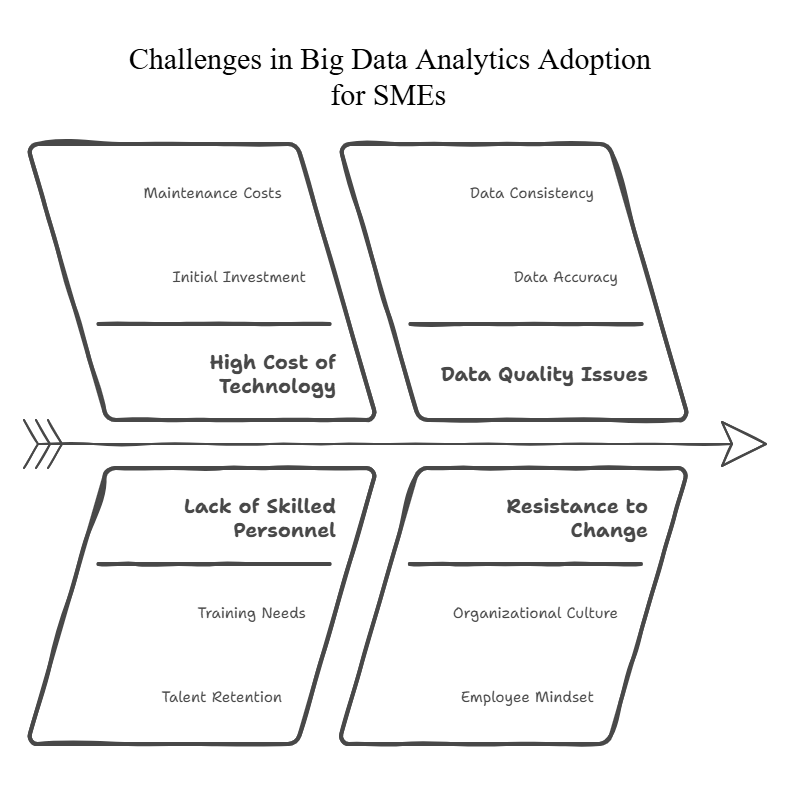 Challenges in Big Data Analytics Adoption
for SMEs
Maintenance Costs
Initial Investment
High Cost of
Technology
Data Consistency
Data Accuracy
Data Quality Issues
Lack of Skilled
Personnel
Training Needs
Talent Retention
Resistance to
Change
Organizational Culture
Employee Mindset